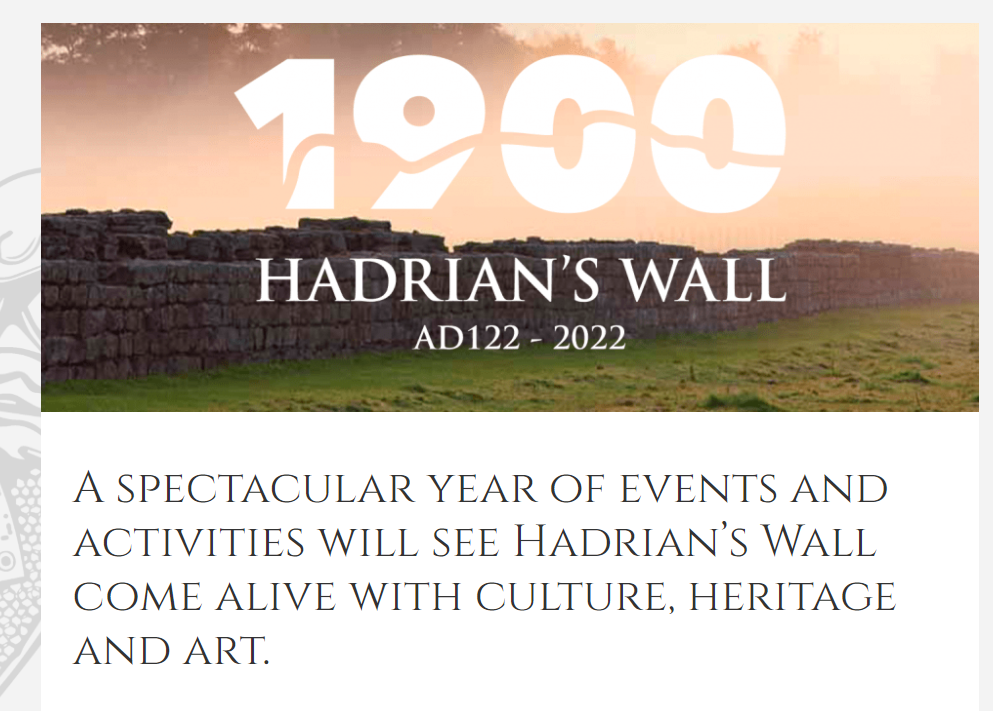 1900
HADRIAN'S WALL
AD122 - 2022
A SPECTACULAR YEAR OF EVENTS AND
ACTIVITIES WILL SEE HADRIAN'S WALL
COME ALIVE WITH CULTURE, HERITAGE
AND ART.